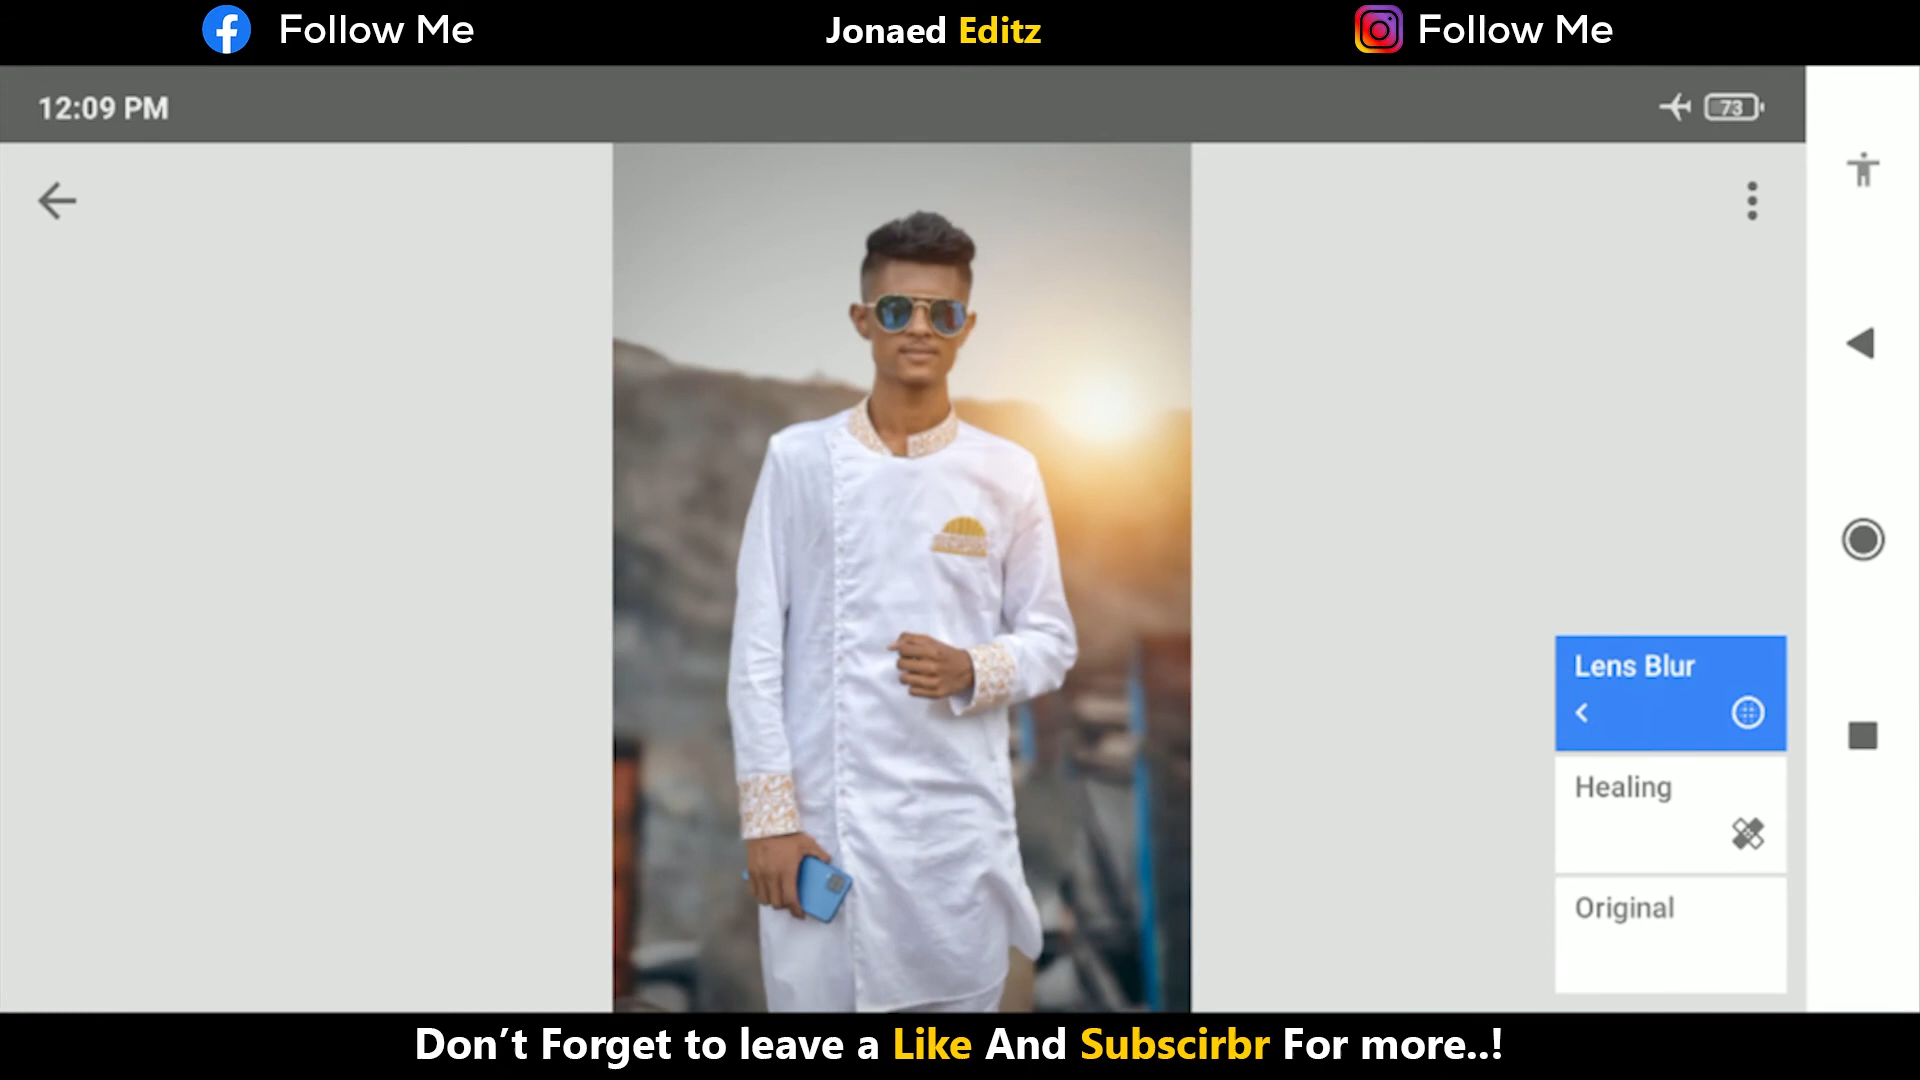 Follow Me
Jonaed Editz
Follow Me
12:09 PM
73
Lens Blur
Healing
Original
Don’t Forget to leave a Like And Subscirbr For more..!